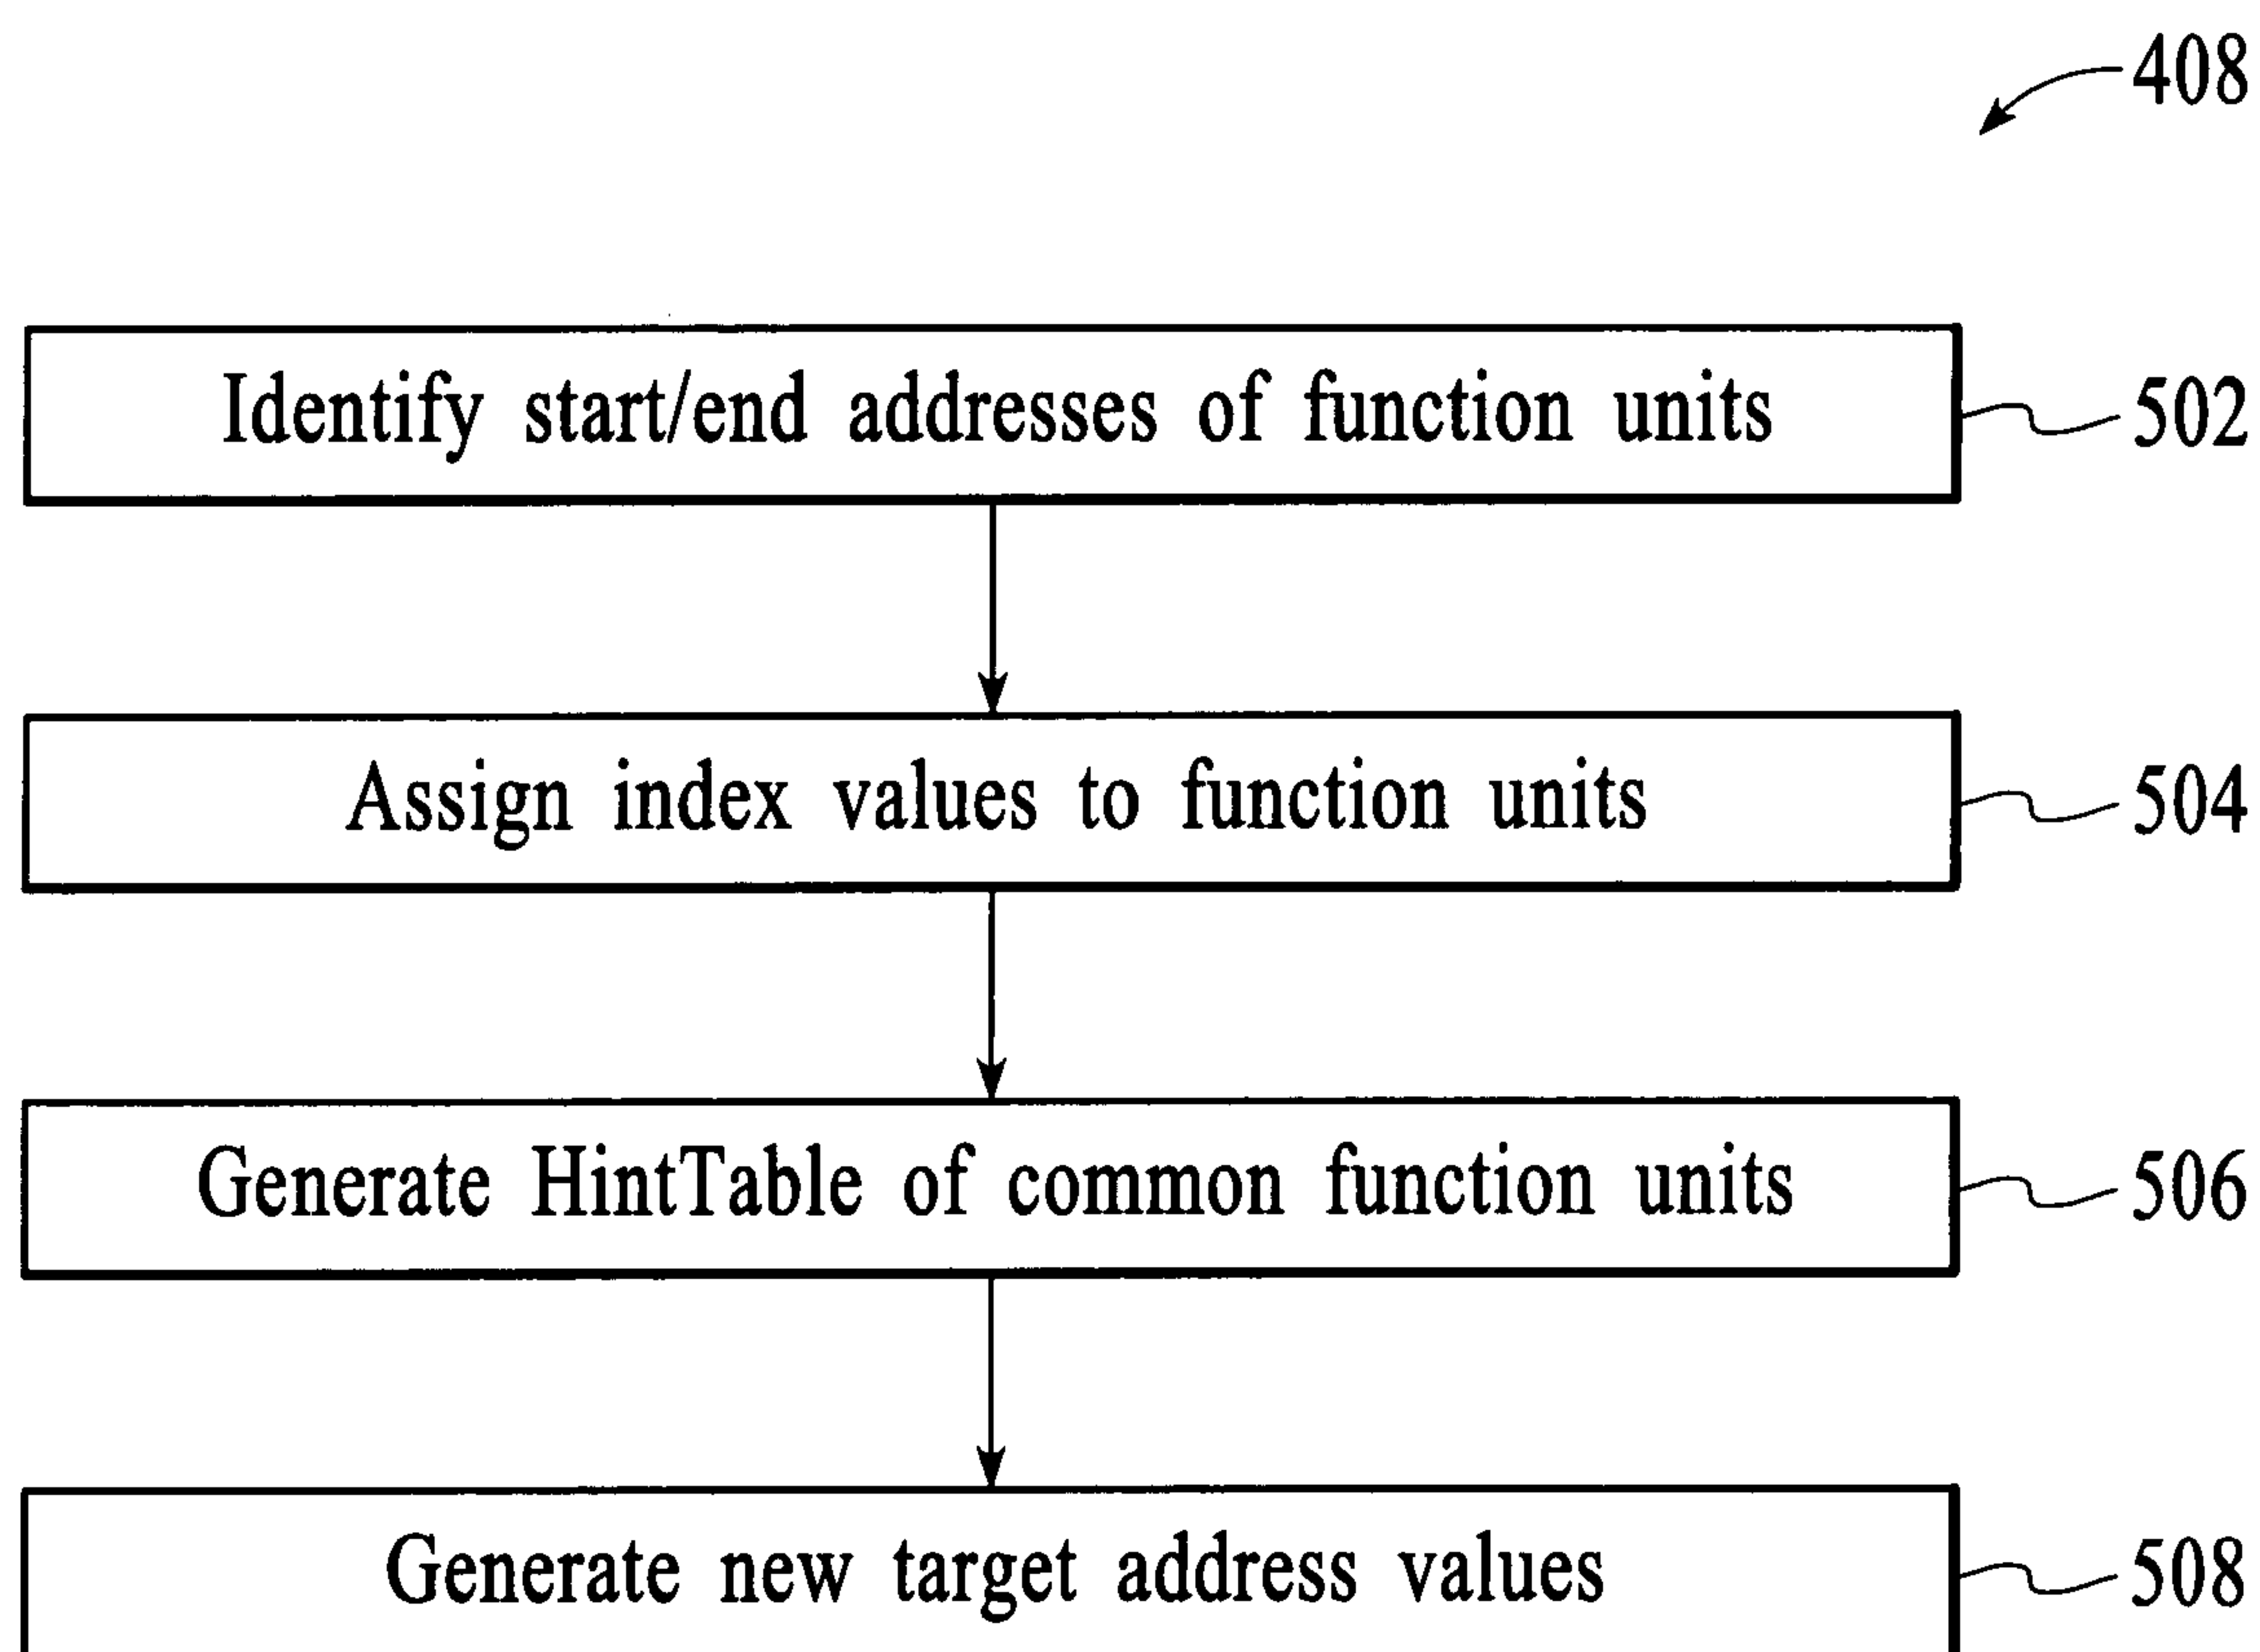 408
Identify start/end addresses of function units
502
Assign index values to function units
504
Generate HintTable of common function units
506
Generate new target address values
508